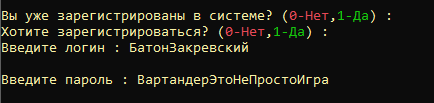 Вы уже зарегистрированы в системе? (0-Нет,1-Да) :
Хотите зарегистрироваться? (0-Нет,1-Да) :
Введите логин : БатонЗакревский
Введите пароль : ВартандерЭтоНеПростоИгра